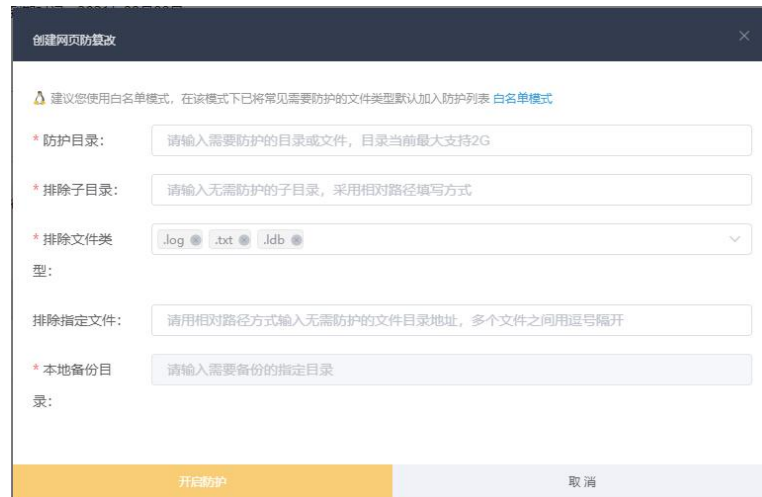 创建网页防篡改
建议您使用白名单模式，在该模式下已将常见需要防护的文件类型默认加入防护列表 白名单模式
* 防护目录： 请输入需要防护的目录或文件，目录当前最大支持2G
* 排除子目录： 请输入无需防护的子目录，采用相对路径填写方式
* 排除文件类 .log .txt .ldb
型：
排除指定文件： 请用相对路径方式输入无需防护的文件目录地址，多个文件之间用逗号隔开
* 本地备份目 请输入需要备份的指定目录
录：
开启防护 取消